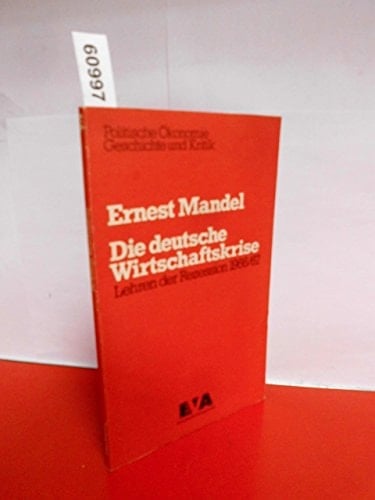 60997
Politische Ökonomie
Geschichte und Kritik
Ernest Mandel
Die deutsche
Wirtschaftskrise
Lehren der Rezession 1966/67
EVA